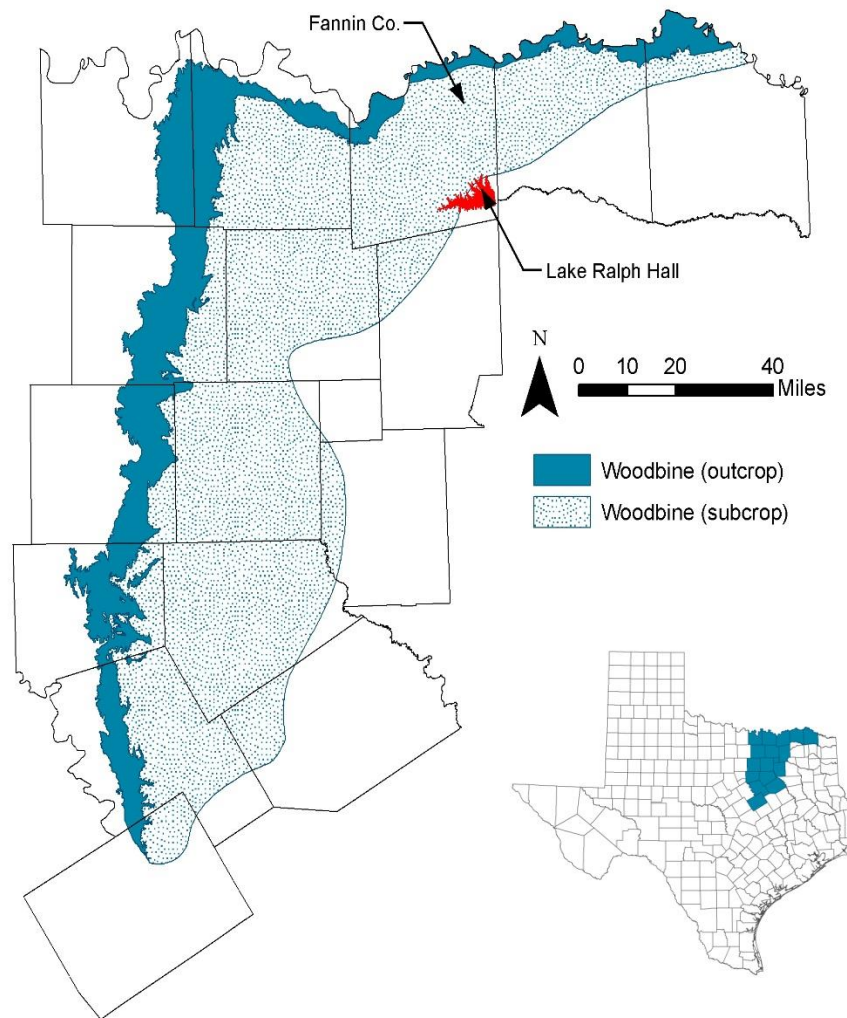 Fannin Co.
Lake Ralph Hall
N
0 10 20 40
Miles
Woodbine (outcrop)
Woodbine (subcrop)